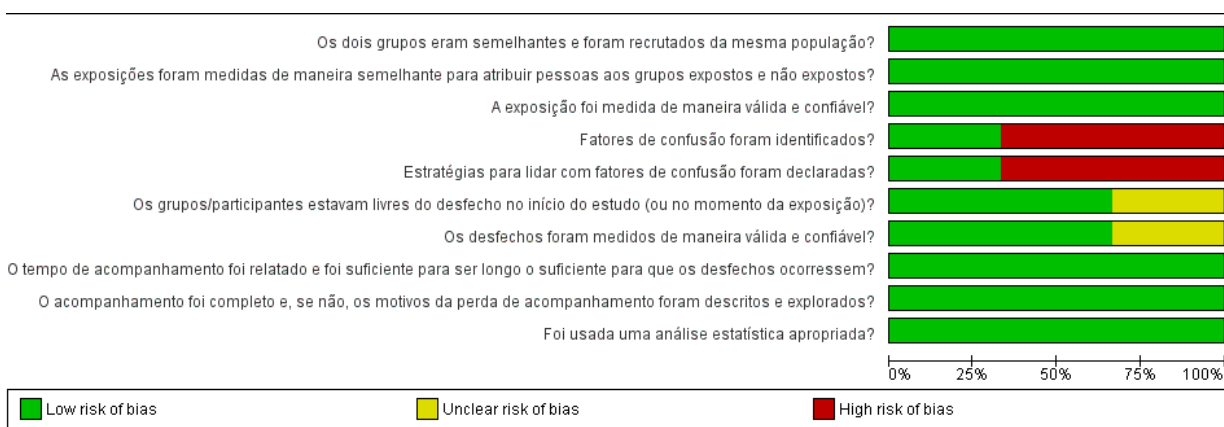 Os dois grupos eram semelhantes e foram recrutados da mesma população?
As exposições foram medidas de maneira semelhante para atribuir pessoas aos grupos expostos e não expostos?
A exposição foi medida de maneira válida e confiável?
Fatores de confusão foram identificados?
Estratégias para lidar com fatores de confusão foram declaradas?
Os grupos/participantes estavam livres do desfecho no início do estudo (ou no momento da exposição)?
Os desfechos foram medidos de maneira válida e confiável?
O tempo de acompanhamento foi relatado e foi suficiente para ser longo o suficiente para que os desfechos ocorressem?
O acompanhamento foi completo e, se não, os motivos da perda de acompanhamento foram descritos e explorados?
Foi usada uma análise estatística apropriada?
0% 25% 50% 75% 100%
Low risk of bias Unclear risk of bias High risk of bias